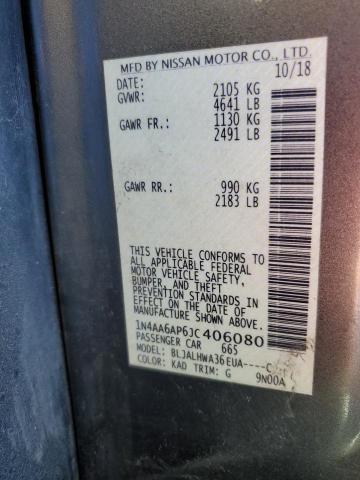 MFD BY NISSAN MOTOR CO., LTD.
DATE: 10/18
GVWR: 2105 KG
4641 LB
GAWR FR.: 1130 KG
2491 LB
GAWR RR.: 990 KG
2183 LB
THIS VEHICLE CONFORMS TO
ALL APPLICABLE FEDERAL
MOTOR VEHICLE SAFETY,
BUMPER, AND THEFT
PREVENTION STANDARDS IN
EFFECT ON THE DATE OF
MANUFACTURE SHOWN ABOVE.
1N4AA6AP6JC406080
PASSENGER CAR 665
MODEL: BLJALHWA36EUA----C
COLOR: KAD TRIM: G 9N00A